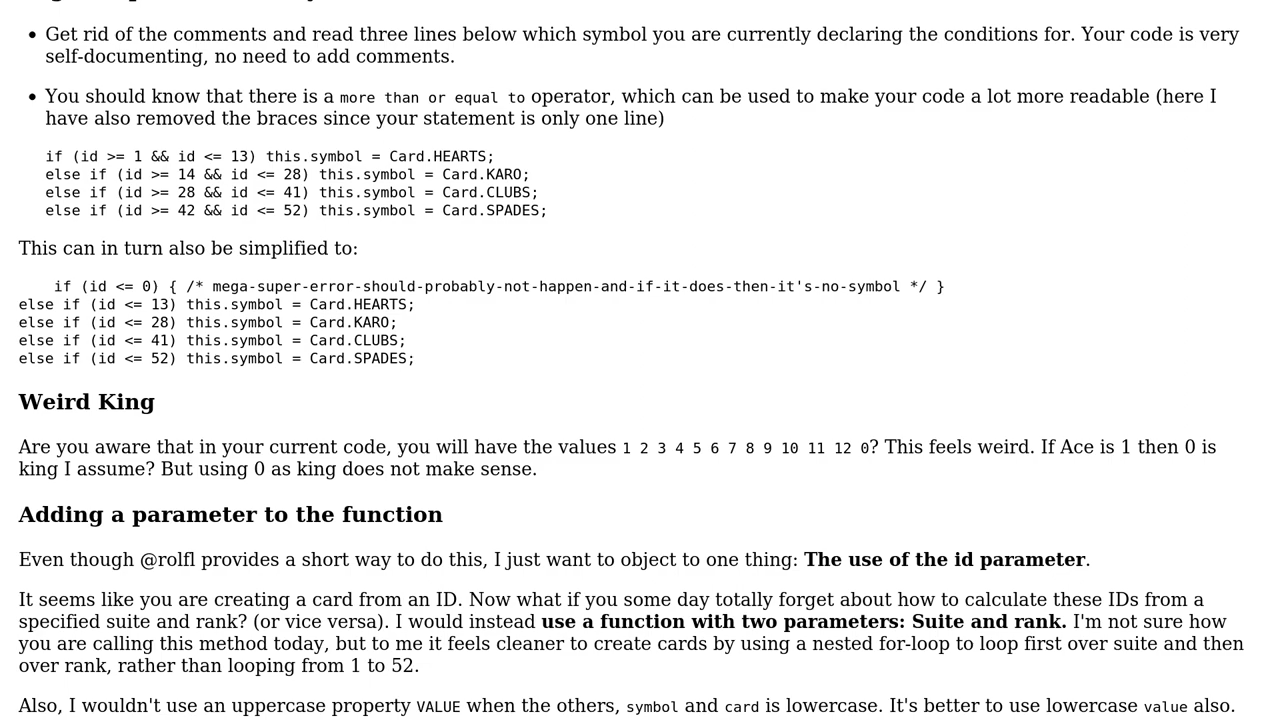 Get rid of the comments and read three lines below which symbol you are currently declaring the conditions for. Your code is very
self-documenting, no need to add comments.
You should know that there is a more than or equal to operator, which can be used to make your code a lot more readable (here I
have also removed the braces since your statement is only one line)
if (id >= 1 && id <= 13) this.symbol = Card.HEARTS;
else if (id >= 14 && id <= 28) this.symbol = Card.KARO;
else if (id >= 28 && id <= 41) this.symbol = Card.CLUBS;
else if (id >= 42 && id <= 52) this.symbol = Card.SPADES;
This can in turn also be simplified to:
if (id <= 0) { /* mega-super-error-should-probably-not-happen-and-if-it-does-then-it's-no-symbol */ }
else if (id <= 13) this.symbol = Card.HEARTS;
else if (id <= 28) this.symbol = Card.KARO;
else if (id <= 41) this.symbol = Card.CLUBS;
else if (id <= 52) this.symbol = Card.SPADES;
Weird King
Are you aware that in your current code, you will have the values 1 2 3 4 5 6 7 8 9 10 11 12 0? This feels weird. If Ace is 1 then 0 is
king I assume? But using 0 as king does not make sense.
Adding a parameter to the function
Even though @rolfl provides a short way to do this, I just want to object to one thing: The use of the id parameter.
It seems like you are creating a card from an ID. Now what if you some day totally forget about how to calculate these IDs from a
specified suite and rank? (or vice versa). I would instead use a function with two parameters: Suite and rank. I'm not sure how
you are calling this method today, but to me it feels cleaner to create cards by using a nested for-loop to loop first over suite and then
over rank, rather than looping from 1 to 52.
Also, I wouldn't use an uppercase property VALUE when the others, symbol and card is lowercase. It's better to use lowercase value also.